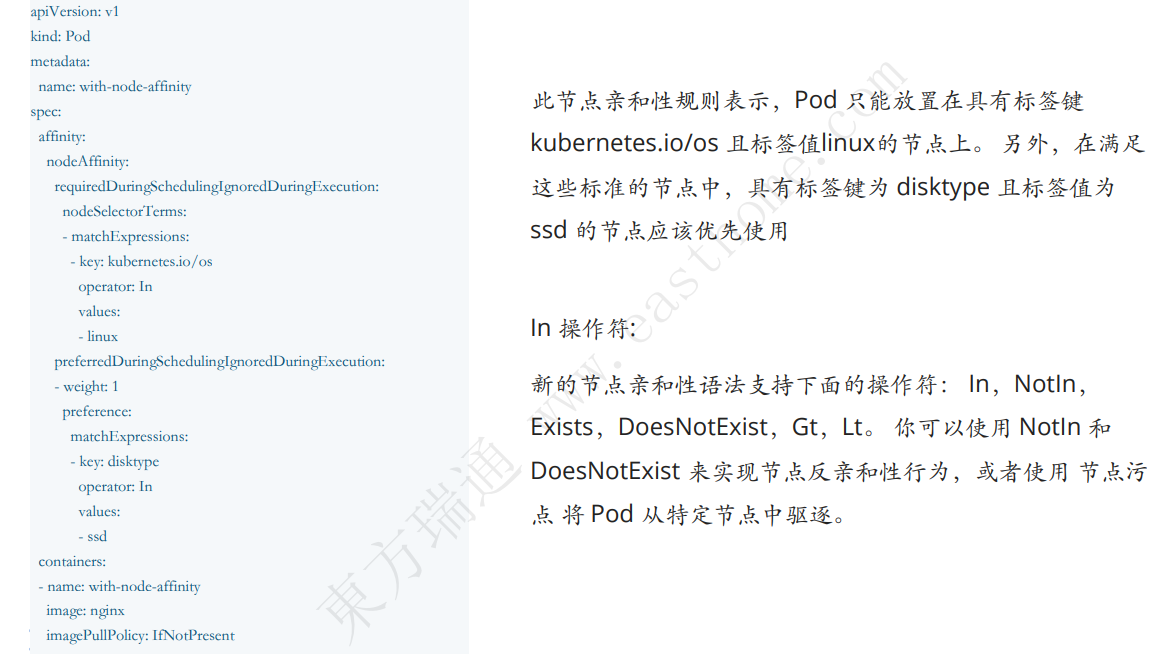 apiVersion: v1
kind: Pod
metadata:
  name: with-node-affinity
spec:
  affinity:
    nodeAffinity:
      requiredDuringSchedulingIgnoredDuringExecution:
        nodeSelectorTerms:
        - matchExpressions:
          - key: kubernetes.io/os
            operator: In
            values:
            - linux
      preferredDuringSchedulingIgnoredDuringExecution:
      - weight: 1
        preference:
          matchExpressions:
          - key: disktype
            operator: In
            values:
            - ssd
  containers:
  - name: with-node-affinity
    image: nginx
    imagePullPolicy: IfNotPresent
此节点亲和性规则表示，Pod 只能放置在具有标签键
kubernetes.io/os 且标签值linux的节点上。 另外，在满足
这些标准的节点中，具有标签键为 disktype 且标签值为
ssd 的节点应该优先使用
In 操作符:
新的节点亲和性语法支持下面的操作符： In，NotIn，
Exists，DoesNotExist，Gt，Lt。 你可以使用 NotIn 和
DoesNotExist 来实现节点反亲和性行为，或者使用 节点污
点 将 Pod 从特定节点中驱逐。
東方瑞通 www.easthome.com